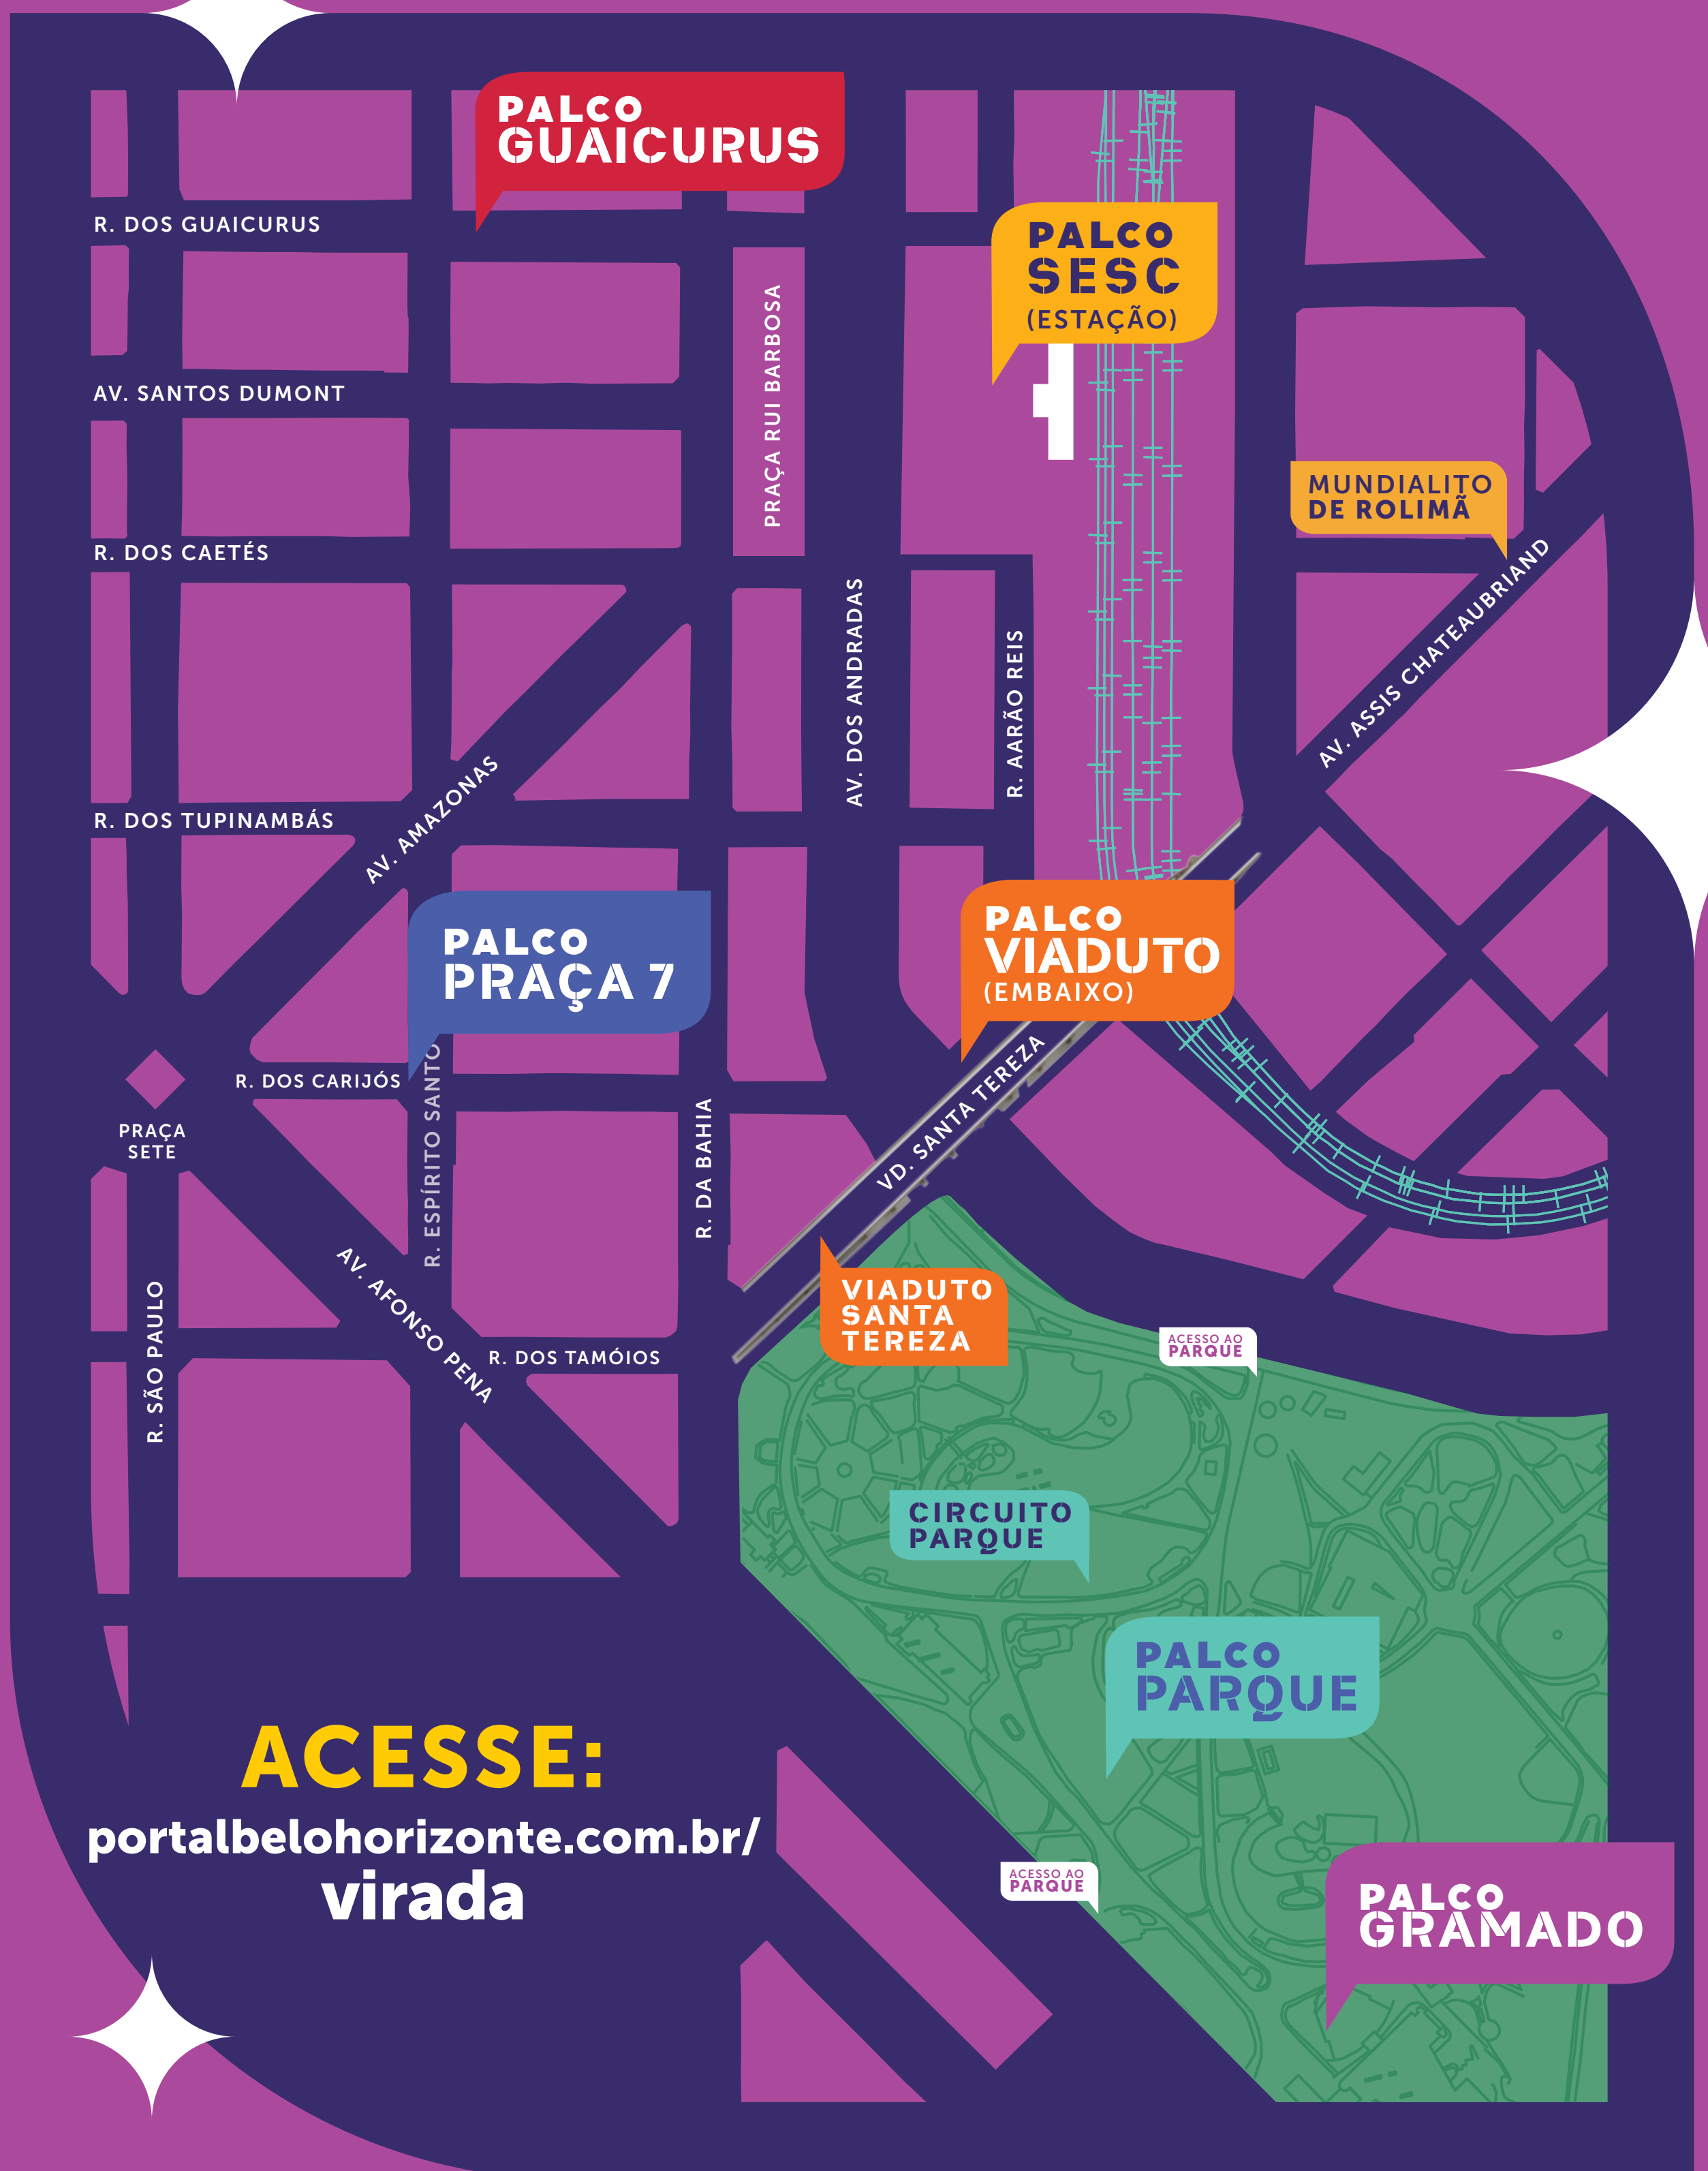 PALCO
GUAICURUS
R. DOS GUAICURUS
PALCO
SESC
(ESTAÇÃO)
PRAÇA RUI BARBOSA
AV. SANTOS DUMONT
MUNDIALITO
DE ROLIMÃ
R. DOS CAETÉS
AV. DOS ANDRADAS
R. AARÃO REIS
AV. ASSIS CHATEAUBRIAND
R. DOS TUPINAMBÁS
AV. AMAZONAS
PALCO
PRAÇA 7
PALCO
VIADUTO
(EMBAIXO)
R. DOS CARIJÓS
R. ESPÍRITO SANTO
VD. SANTA TEREZA
PRAÇA
SETE
R. DA BAHIA
R. SÃO PAULO
AV. AFONSO PENA
VIADUTO
SANTA
TEREZA
R. DOS TAMÓIOS
ACESSO AO
PARQUE
CIRCUITO
PARQUE
PALCO
PARQUE
ACESSE:
portalbelohorizonte.com.br/
virada
ACESSO AO
PARQUE
PALCO
GRAMADO